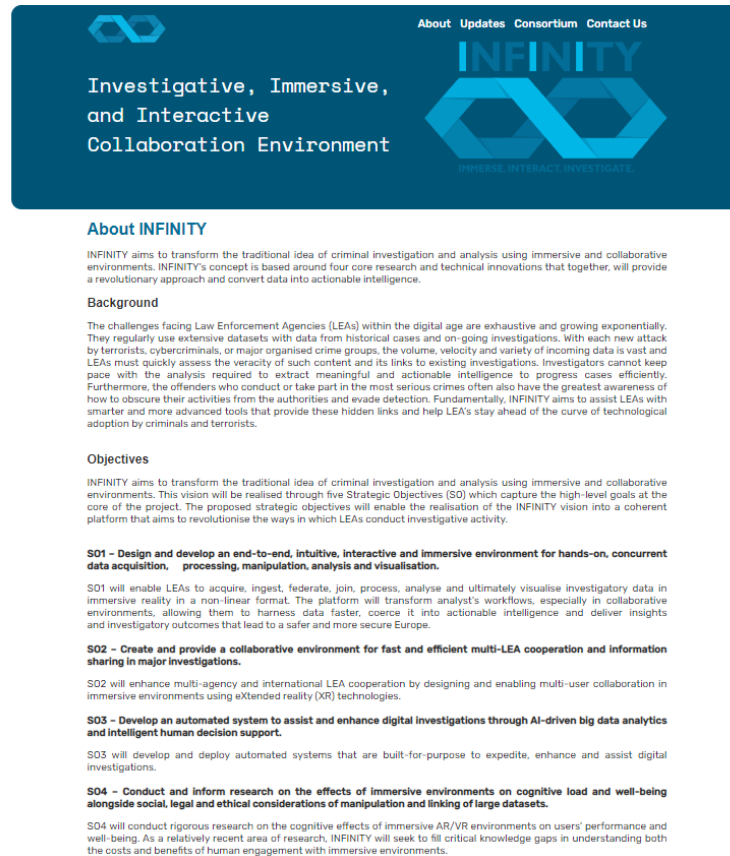 About Updates Consortium Contact Us
INFINITY
Investigative, Immersive,
and Interactive
Collaboration Environment
IMMERSE. INTERACT. INVESTIGATE.
About INFINITY
INFINITY aims to transform the traditional idea of criminal investigation and analysis using immersive and collaborative
environments. INFINITY's concept is based around four core research and technical innovations that together, will provide
a revolutionary approach and convert data into actionable intelligence.
Background
The challenges facing Law Enforcement Agencies (LEAs) within the digital age are exhaustive and growing exponentially.
They regularly use extensive datasets with data from historical cases and on-going investigations. With each new attack
by terrorists, cybercriminals, or major organised crime groups, the volume, velocity and variety of incoming data is vast and
LEAs must quickly assess the veracity of such content and its links to existing investigations. Investigators cannot keep
pace with the analysis required to extract meaningful and actionable intelligence to progress cases efficiently.
Furthermore, the offenders who conduct or take part in the most serious crimes often also have the greatest awareness of
how to obscure their activities from the authorities and evade detection. Fundamentally, INFINITY aims to assist LEAs with
smarter and more advanced tools that provide these hidden links and help LEA's stay ahead of the curve of technological
adoption by criminals and terrorists.
Objectives
INFINITY aims to transform the traditional idea of criminal investigation and analysis using immersive and collaborative
environments. This vision will be realised through five Strategic Objectives (SO) which capture the high-level goals at the
core of the project. The proposed strategic objectives will enable the realisation of the INFINITY vision into a coherent
platform that aims to revolutionise the ways in which LEAs conduct investigative activity.
SO1 – Design and develop an end-to-end, intuitive, interactive and immersive environment for hands-on, concurrent
data acquisition, processing, manipulation, analysis and visualisation.
SO1 will enable LEAs to acquire, ingest, federate, join, process, analyse and ultimately visualise investigatory data in
immersive reality in a non-linear format. The platform will transform analyst's workflows, especially in collaborative
environments, allowing them to harness data faster, coerce it into actionable intelligence and deliver insights
and investigatory outcomes that lead to a safer and more secure Europe.
SO2 – Create and provide a collaborative environment for fast and efficient multi-LEA cooperation and information
sharing in major investigations.
SO2 will enhance multi-agency and international LEA cooperation by designing and enabling multi-user collaboration in
immersive environments using eXtended reality (XR) technologies.
SO3 – Develop an automated system to assist and enhance digital investigations through AI-driven big data analytics
and intelligent human decision support.
SO3 will develop and deploy automated systems that are built-for-purpose to expedite, enhance and assist digital
investigations.
SO4 – Conduct and inform research on the effects of immersive environments on cognitive load and well-being
alongside social, legal and ethical considerations of manipulation and linking of large datasets.
SO4 will conduct rigorous research on the cognitive effects of immersive AR/VR environments on users' performance and
well-being. As a relatively recent area of research, INFINITY will seek to fill critical knowledge gaps in understanding both
the costs and benefits of human engagement with immersive environments.